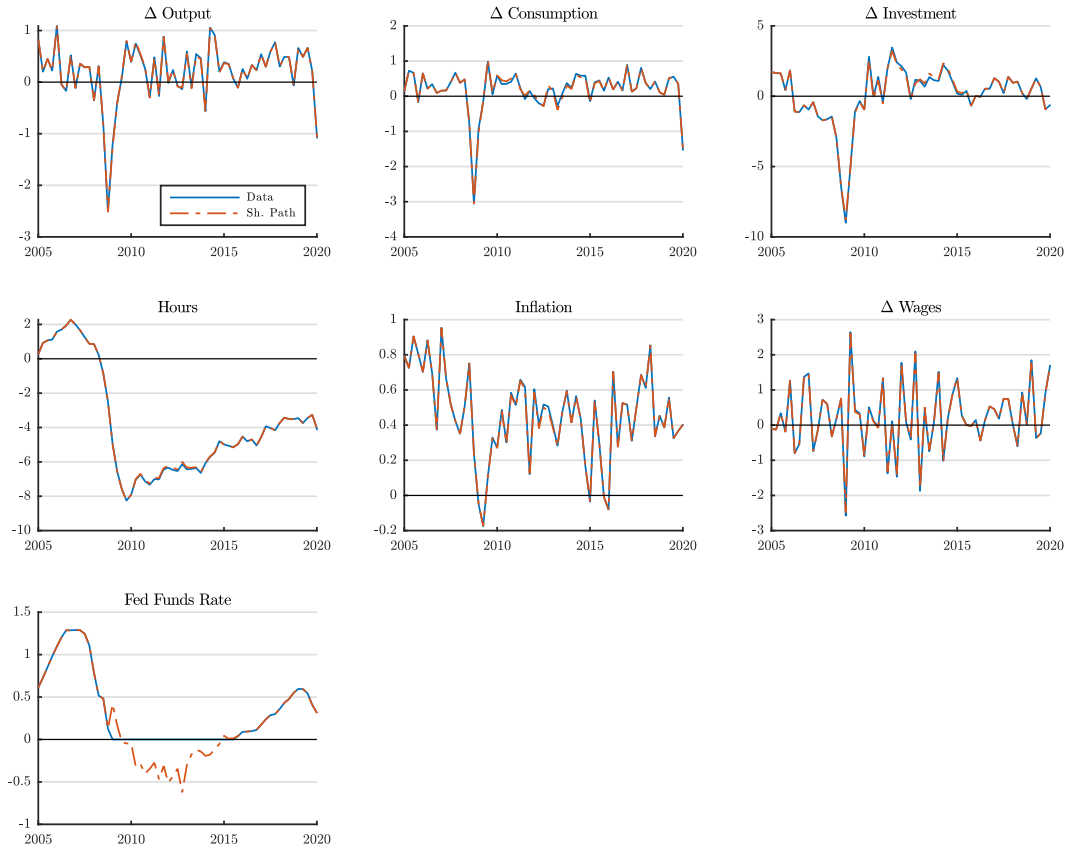 Δ Output
1
0
-1
-2
-3
2005 2010 2015 2020
Data
Sh. Path
Δ Consumption
2
1
0
-1
-2
-3
-4
2005 2010 2015 2020
Δ Investment
5
0
-5
-10
2005 2010 2015 2020
Hours
2
0
-2
-4
-6
-8
-10
2005 2010 2015 2020
Inflation
1
0.8
0.6
0.4
0.2
0
-0.2
2005 2010 2015 2020
Δ Wages
3
2
1
0
-1
-2
-3
2005 2010 2015 2020
Fed Funds Rate
1.5
1
0.5
0
-0.5
-1
2005 2010 2015 2020